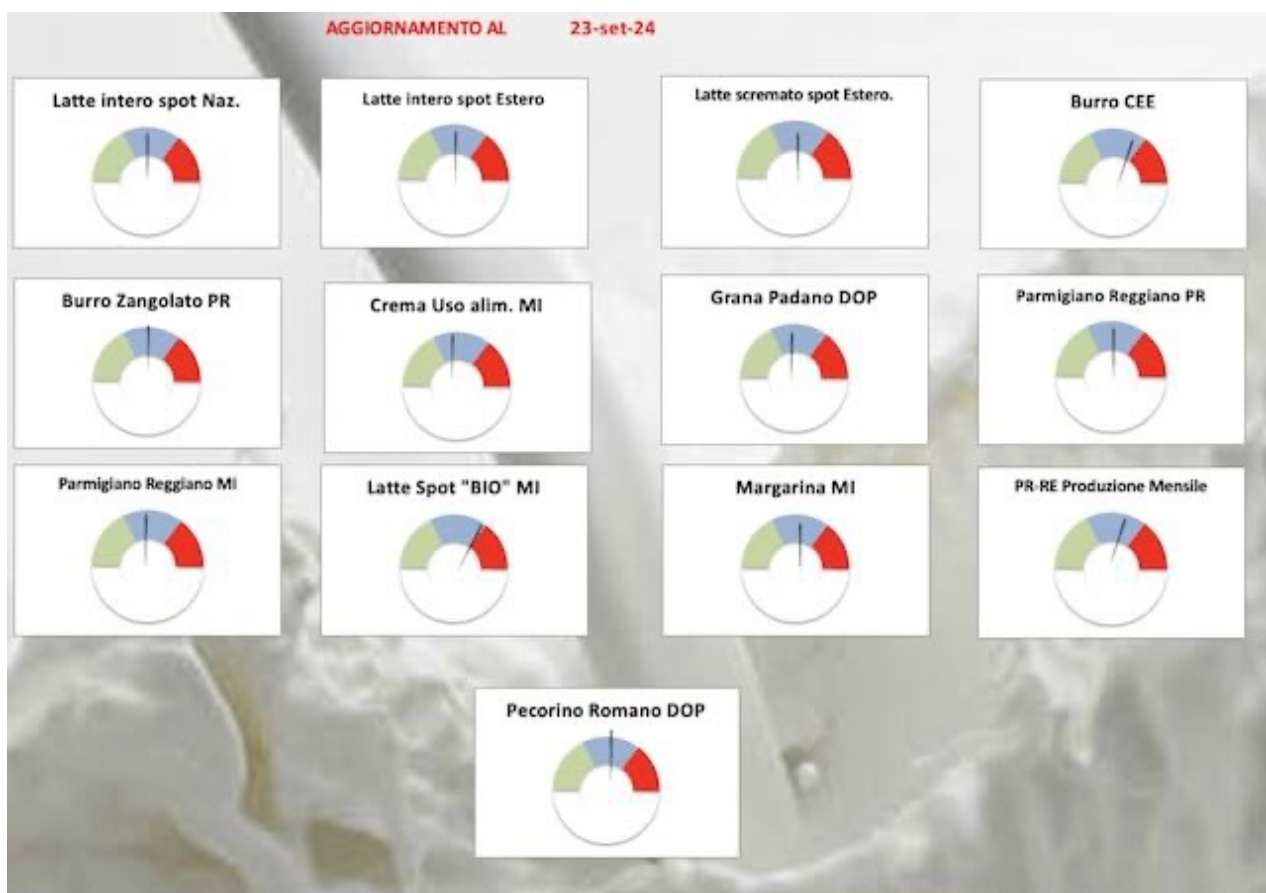 AGGIORNAMENTO AL 23-set-24
Latte intero spot Naz.
Latte intero spot Estero
Latte scremato spot Estero.
Burro CEE
Burro Zangolato PR
Crema Uso alim. MI
Grana Padano DOP
Parmigiano Reggiano PR
Parmigiano Reggiano MI
Latte Spot "BIO" MI
Margarina MI
PR-RE Produzione Mensile
Pecorino Romano DOP